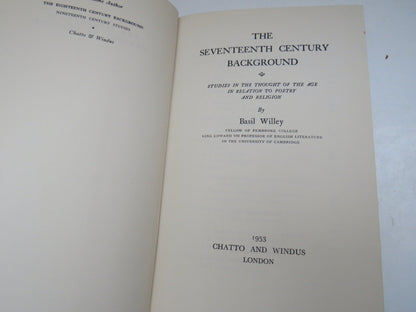 Same Author
THE EIGHTEENTH CENTURY BACKGROUND
NINETEENTH CENTURY STUDIES
Chatto & Windus
THE
SEVENTEENTH CENTURY
BACKGROUND
STUDIES IN THE THOUGHT OF THE AGE
IN RELATION TO POETRY
AND RELIGION
By
Basil Willey
FELLOW OF PEMBROKE COLLEGE
KING EDWARD VII PROFESSOR OF ENGLISH LITERATURE
IN THE UNIVERSITY OF CAMBRIDGE
1953
CHATTO AND WINDUS
LONDON